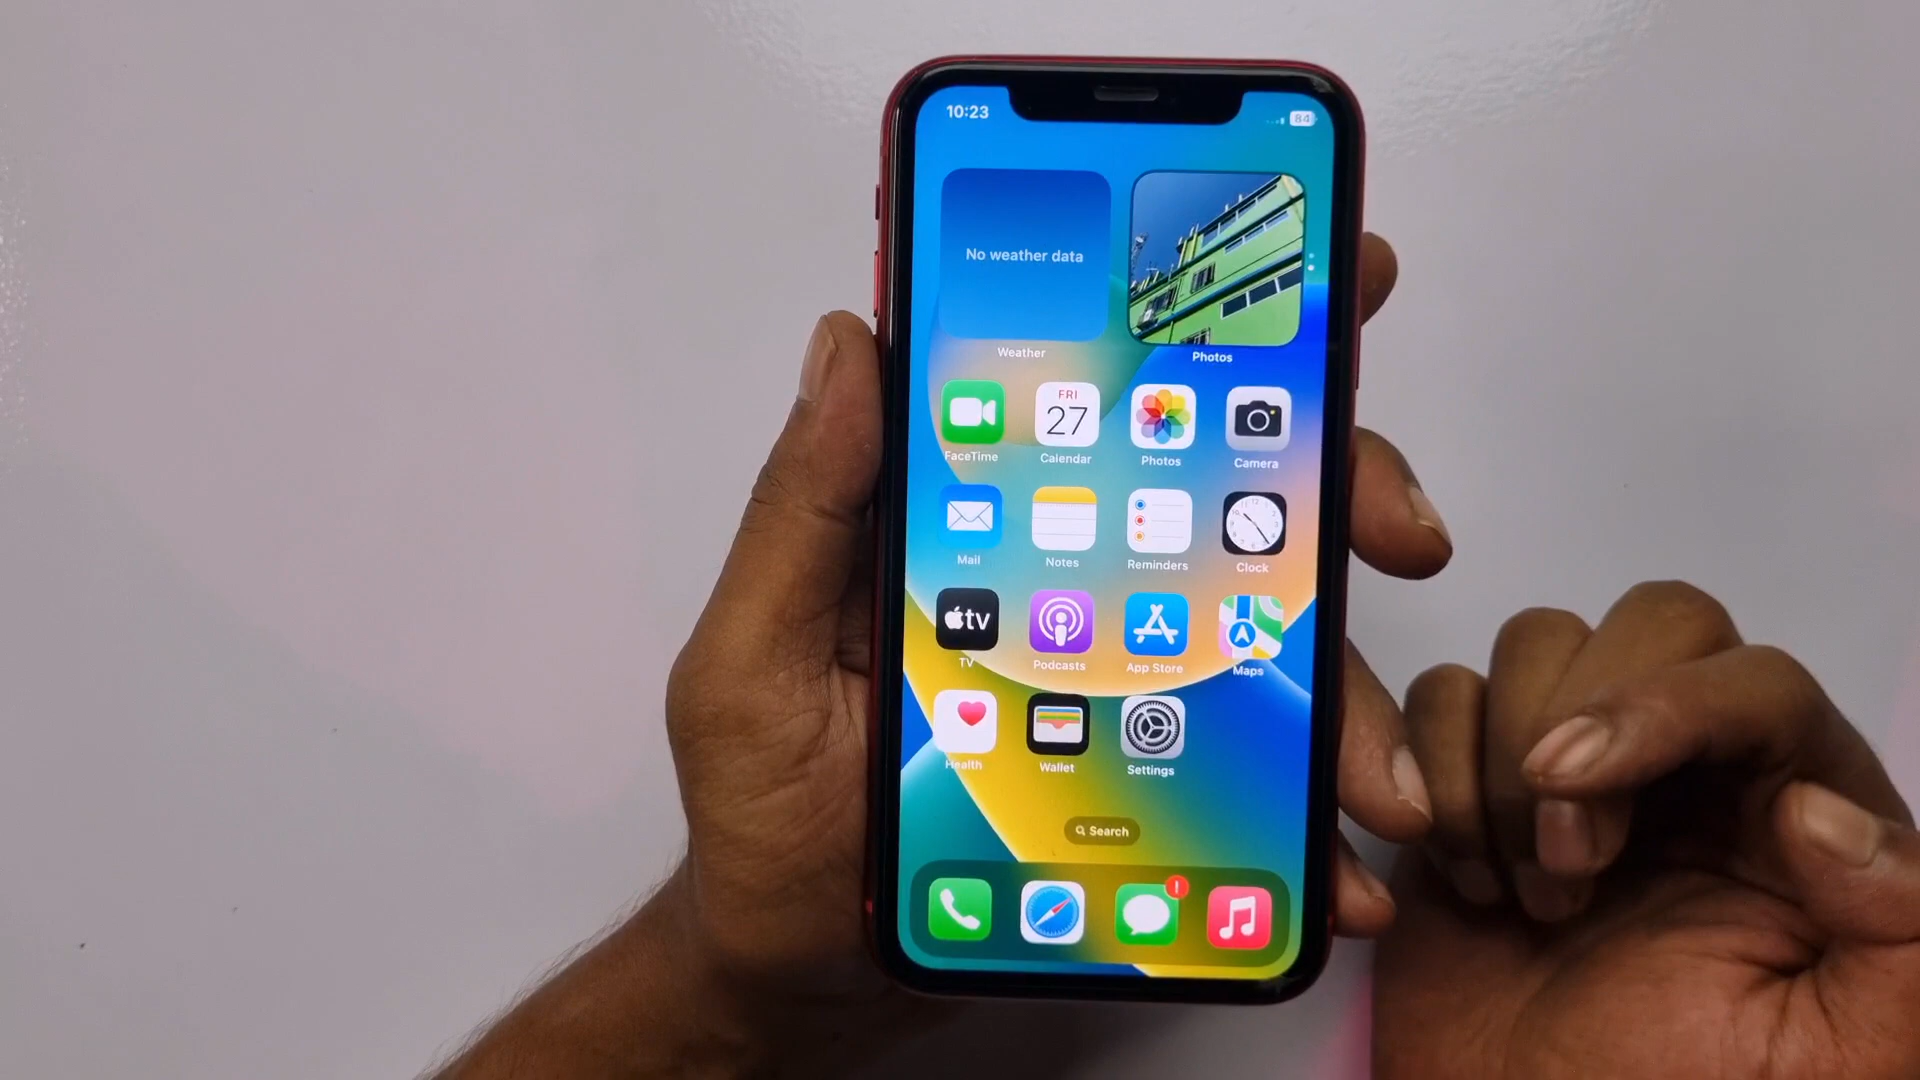 10:23
84
No weather data
Weather
Photos
FRI
27
FaceTime
Calendar
Photos
Camera
Mail
Notes
Reminders
Clock
tv
TV
Podcasts
App Store
Maps
Health
Wallet
Settings
Search
!